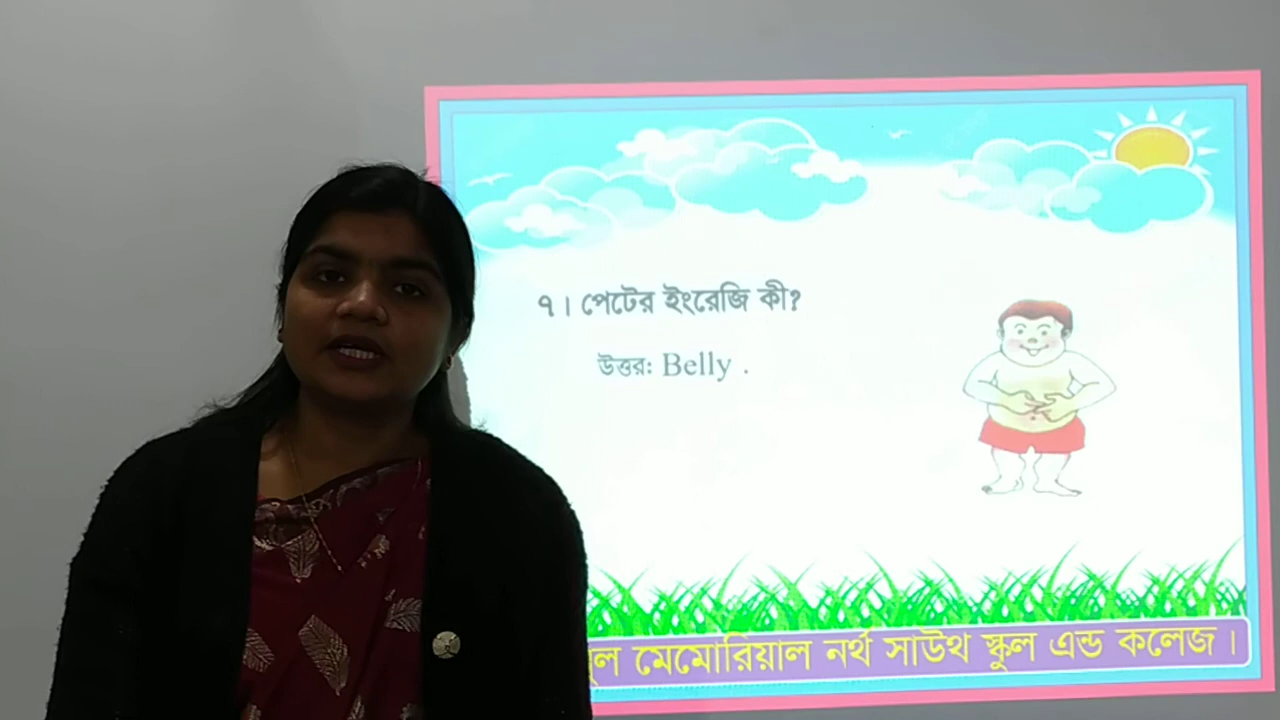 ৭। পেটের ইংরেজি কী?
উত্তর: Belly .
মেমোরিয়াল নর্থ সাউথ স্কুল এন্ড কলেজ।